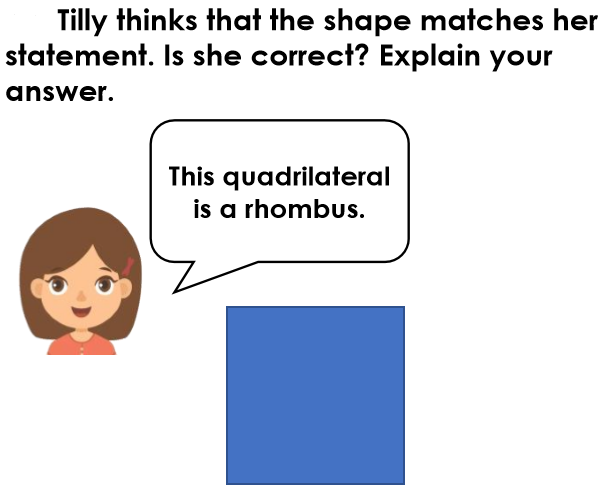 Tilly thinks that the shape matches her
statement. Is she correct? Explain your
answer.
This quadrilateral
is a rhombus.